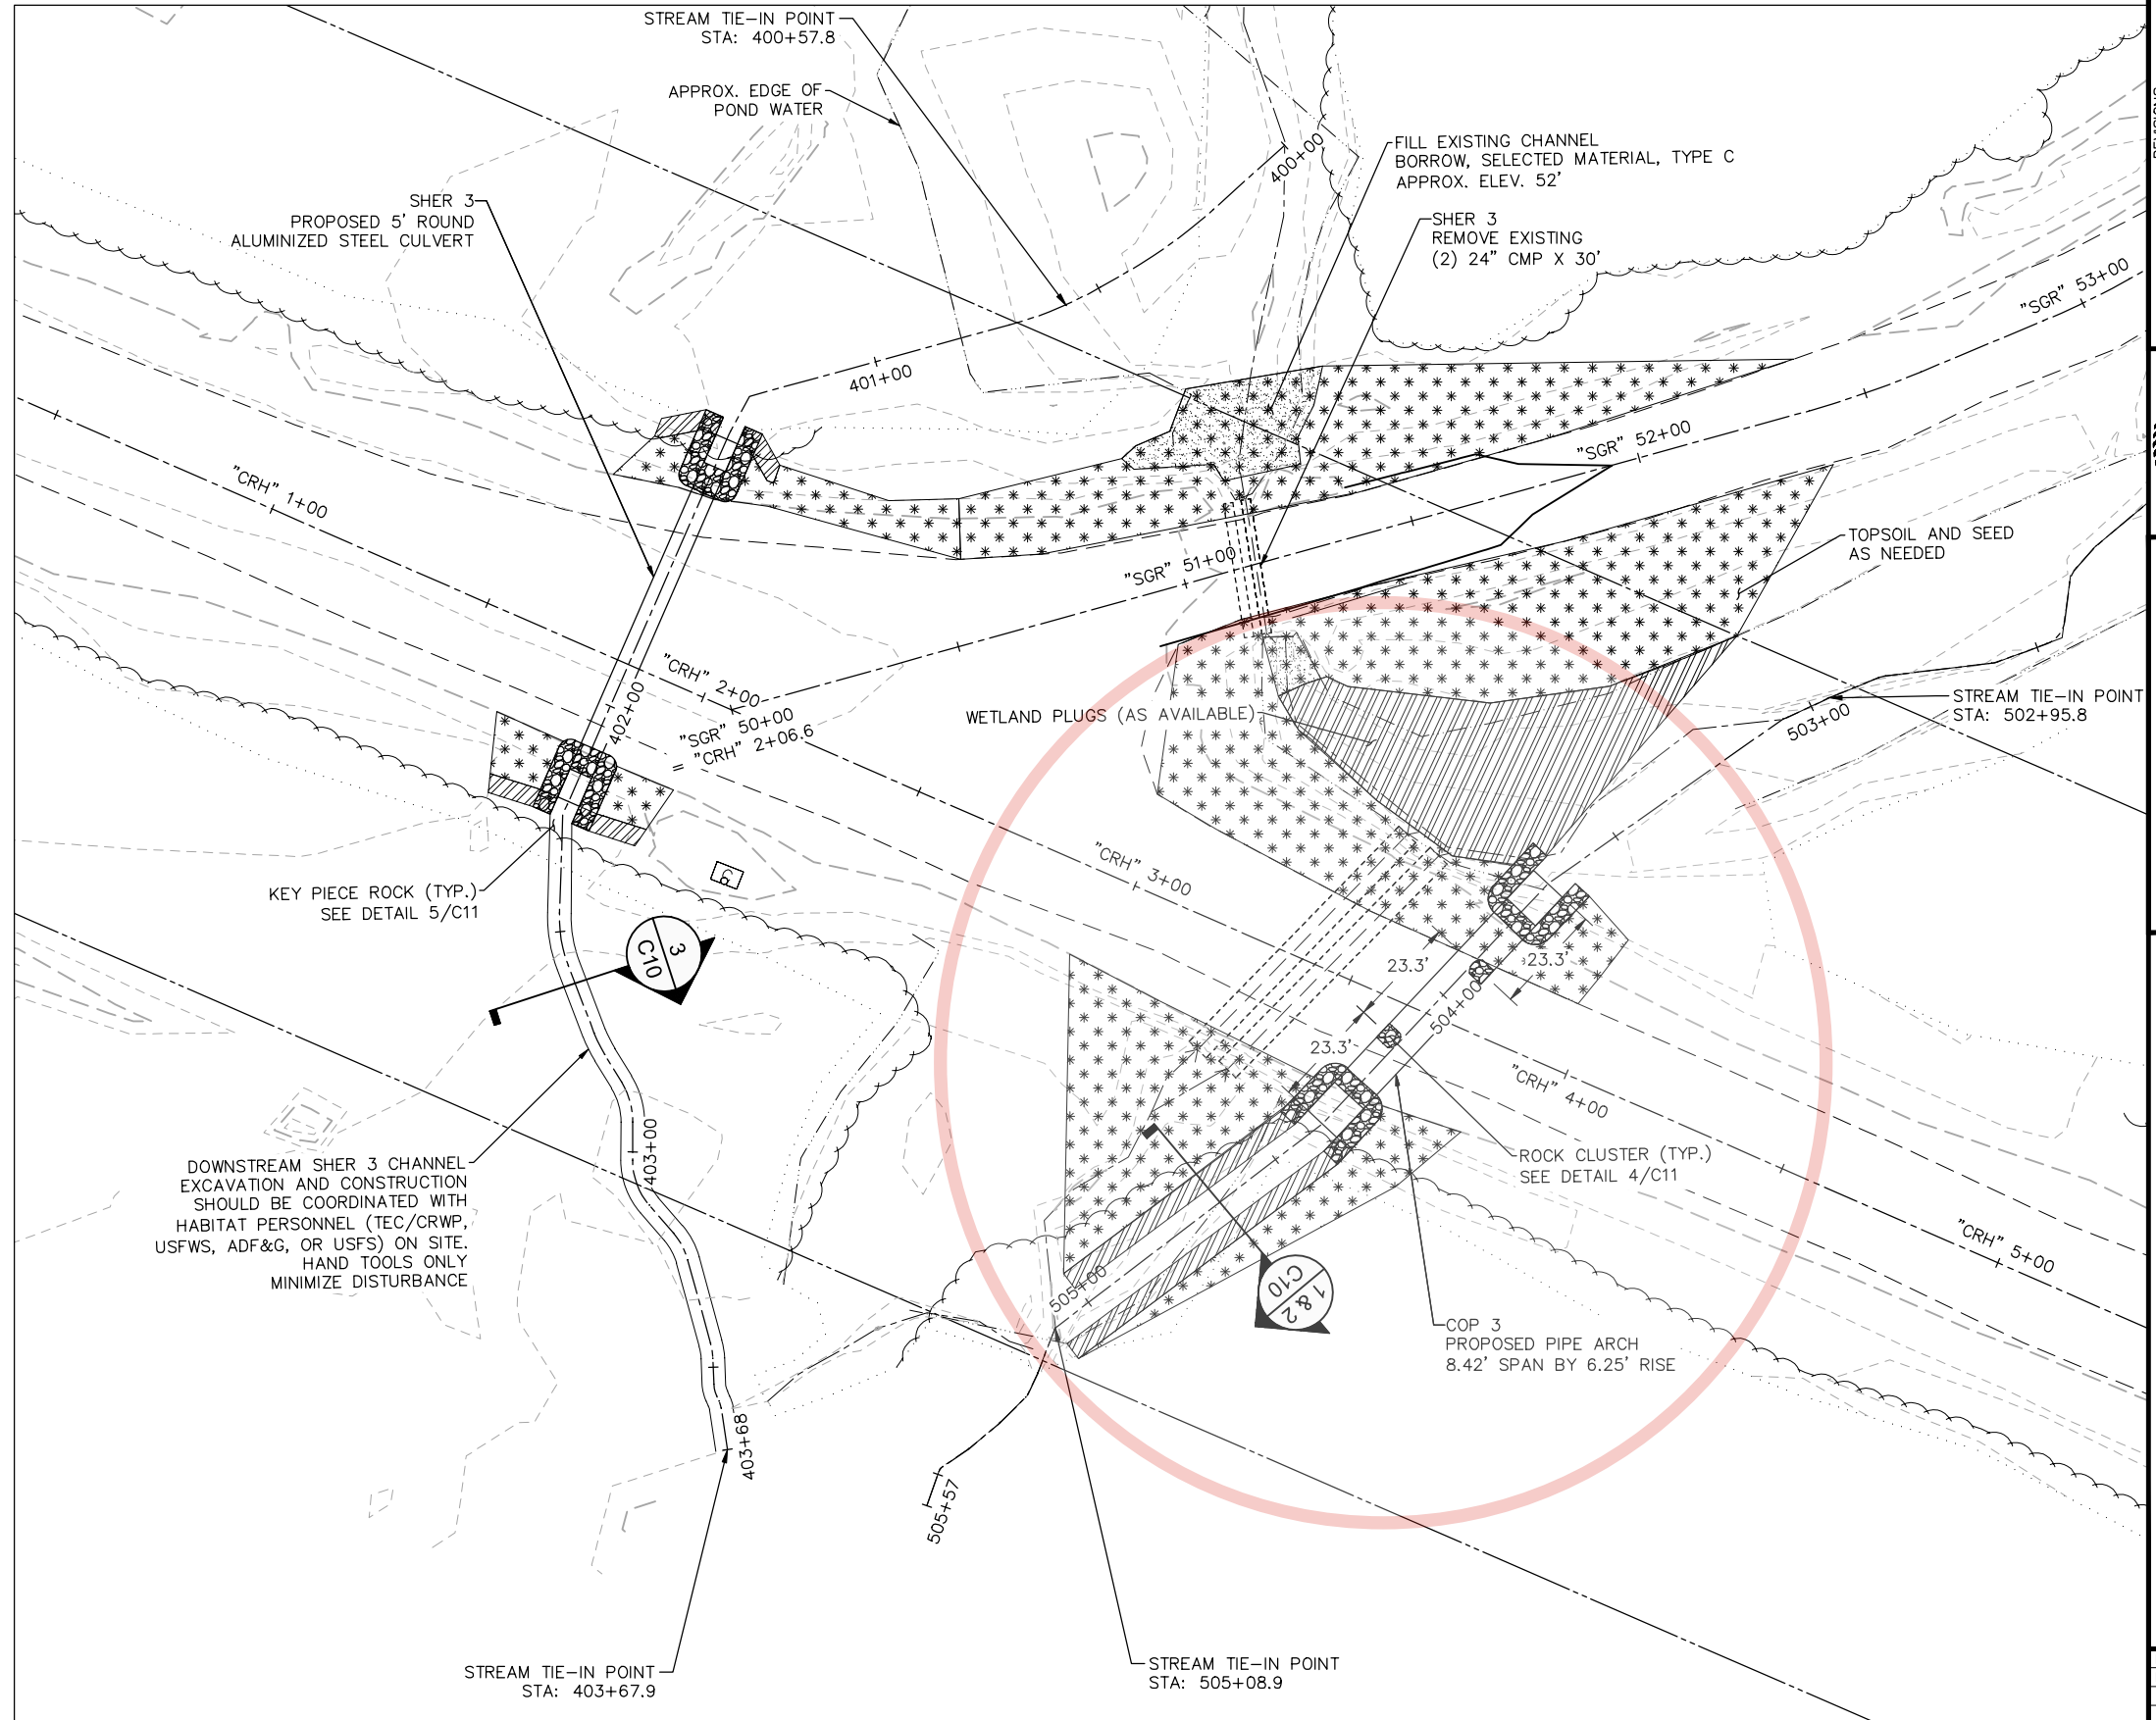 STREAM TIE-IN POINT
STA: 400+57.8
APPROX. EDGE OF
POND WATER
SHER 3
PROPOSED 5' ROUND
ALUMINIZED STEEL CULVERT
400+00
FILL EXISTING CHANNEL
BORROW, SELECTED MATERIAL, TYPE C
APPROX. ELEV. 52'
SHER 3
REMOVE EXISTING
(2) 24" CMP X 30'
"SGR" 53+00
401+00
"SGR" 52+00
"CRH" 1+00
"SGR" 51+00
TOPSOIL AND SEED
AS NEEDED
"CRH" 2+00
402+00
"SGR" 50+00
= "CRH" 2+06.6
WETLAND PLUGS (AS AVAILABLE)
STREAM TIE-IN POINT
STA: 502+95.8
503+00
"CRH" 3+00
KEY PIECE ROCK (TYP.)
SEE DETAIL 5/C11
3
C10
23.3'
23.3'
504+00
23.3'
"CRH" 4+00
ROCK CLUSTER (TYP.)
SEE DETAIL 4/C11
403+00
DOWNSTREAM SHER 3 CHANNEL
EXCAVATION AND CONSTRUCTION
SHOULD BE COORDINATED WITH
HABITAT PERSONNEL (TEC/CRWP,
USFWS, ADF&G, OR USFS) ON SITE.
HAND TOOLS ONLY
MINIMIZE DISTURBANCE
"CRH" 5+00
505+00
1 & 2
C10
COP 3
PROPOSED PIPE ARCH
8.42' SPAN BY 6.25' RISE
403+68
505+57
STREAM TIE-IN POINT
STA: 403+67.9
STREAM TIE-IN POINT
STA: 505+08.9